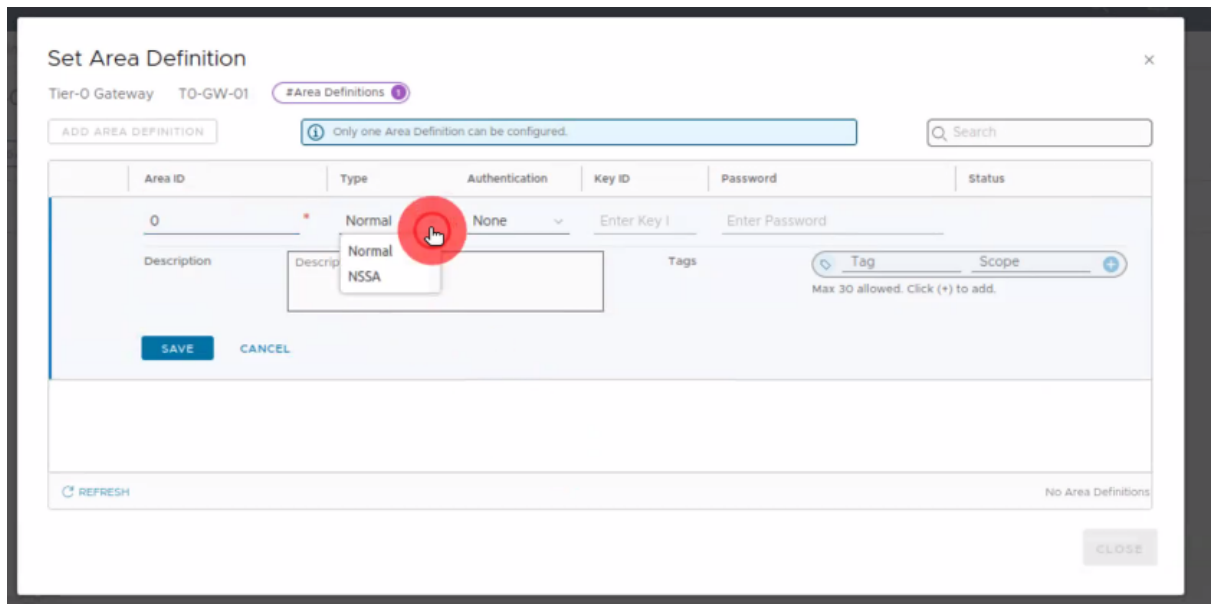 Set Area Definition
×
Tier-0 Gateway T0-GW-01 #Area Definitions 1
ADD AREA DEFINITION
Only one Area Definition can be configured.
Search
Area ID Type Authentication Key ID Password Status
0 * Normal None Enter Key I Enter Password
Normal
NSSA
Description Descrip Tags Tag Scope
Max 30 allowed. Click (+) to add.
SAVE CANCEL
REFRESH No Area Definitions
CLOSE